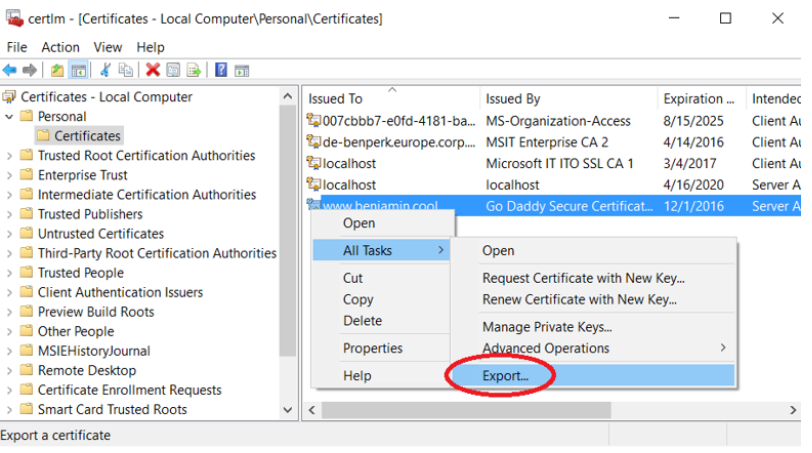 certlm - [Certificates - Local Computer\Personal\Certificates]
File Action View Help
Certificates - Local Computer
Personal
Certificates
Trusted Root Certification Authorities
Enterprise Trust
Intermediate Certification Authorities
Trusted Publishers
Untrusted Certificates
Third-Party Root Certification Authorities
Trusted People
Client Authentication Issuers
Preview Build Roots
Other People
MSIEHistoryJournal
Remote Desktop
Certificate Enrollment Requests
Smart Card Trusted Roots
Issued To Issued By Expiration ... Intended
007cbbb7-e0fd-4181-ba... MS-Organization-Access 8/15/2025 Client Au
de-benperk.europe.corp.... MSIT Enterprise CA 2 4/14/2016 Client Au
localhost Microsoft IT ITO SSL CA 1 3/4/2017 Client Au
localhost localhost 4/16/2020 Server A
www.benjamin.cool Go Daddy Secure Certificat... 12/1/2016 Server A
Open
All Tasks
Cut
Copy
Delete
Properties
Help
Open
Request Certificate with New Key...
Renew Certificate with New Key...
Manage Private Keys...
Advanced Operations
Export...
Export a certificate